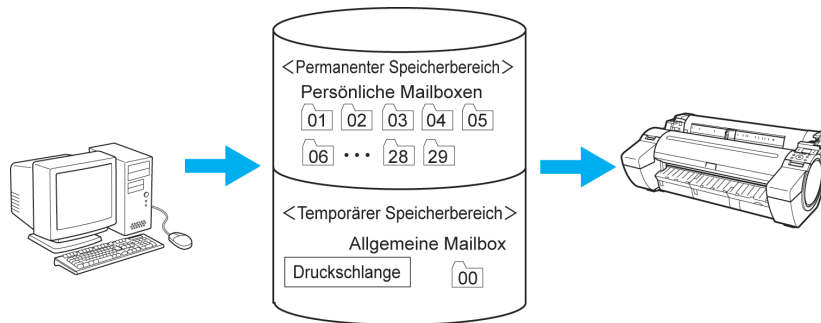 <Permanenter Speicherbereich>
Persönliche Mailboxen
01 02 03 04 05
06 ··· 28 29
<Temporärer Speicherbereich>
Allgemeine Mailbox
Druckschlange 00